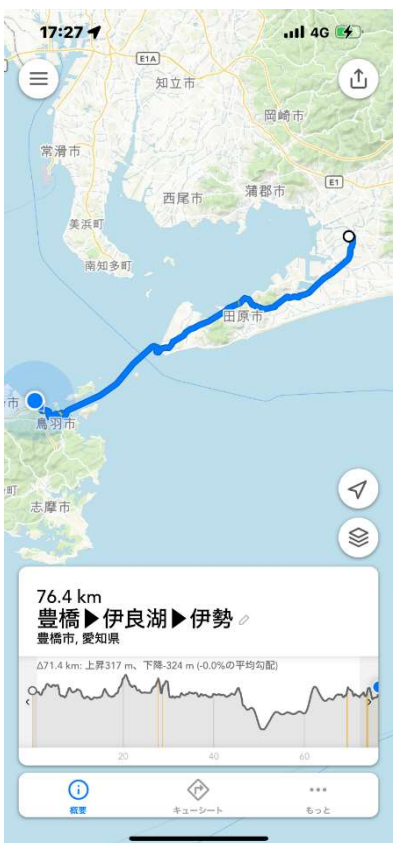 17:27
4G
E1A
知立市
岡崎市
常滑市
E1
西尾市
蒲郡市
美浜町
南知多町
田原市
市
鳥羽市
町
志摩市
76.4 km
豊橋▶伊良湖▶伊勢
豊橋市, 愛知県
Δ71.4 km: 上昇317 m、下降-324 m (-0.0%の平均勾配)
20
40
60
概要
キューシート
もっと